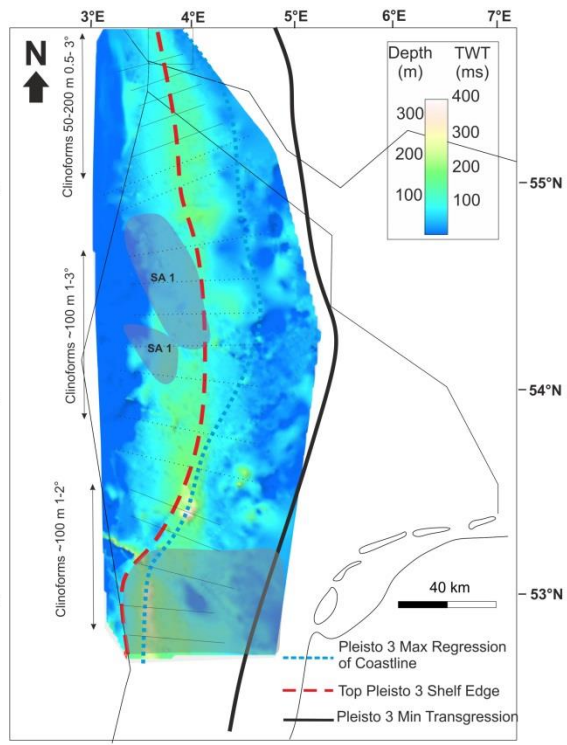 3°E 4°E 5°E 7°E
N
Depth TWT
(m) (ms)
400
300
300
200
200
100
100
Clinoforms 50-200 m 0.5- 3°
55°N
SA 1
Clinoforms ~100 m 1-3°
SA 1
54°N
Clinoforms ~100 m 1-2°
40 km
53°N
Pleisto 3 Max Regression
of Coastline
Top Pleisto 3 Shelf Edge
Pleisto 3 Min Transgression